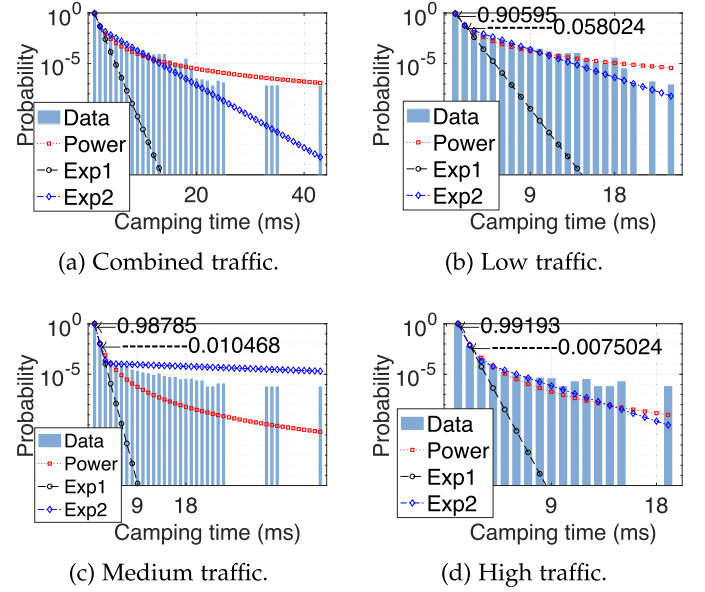 10^0
10^-5
Probability
Data
Power
Exp1
Exp2
20 40
Camping time (ms)
(a) Combined traffic.
10^0
10^-5
Probability
0.90595
0.058024
Data
Power
Exp1
Exp2
9 18
Camping time (ms)
(b) Low traffic.
10^0
10^-5
Probability
0.98785
0.010468
Data
Power
Exp1
Exp2
9 18
Camping time (ms)
(c) Medium traffic.
10^0
10^-5
Probability
0.99193
0.0075024
Data
Power
Exp1
Exp2
9 18
Camping time (ms)
(d) High traffic.